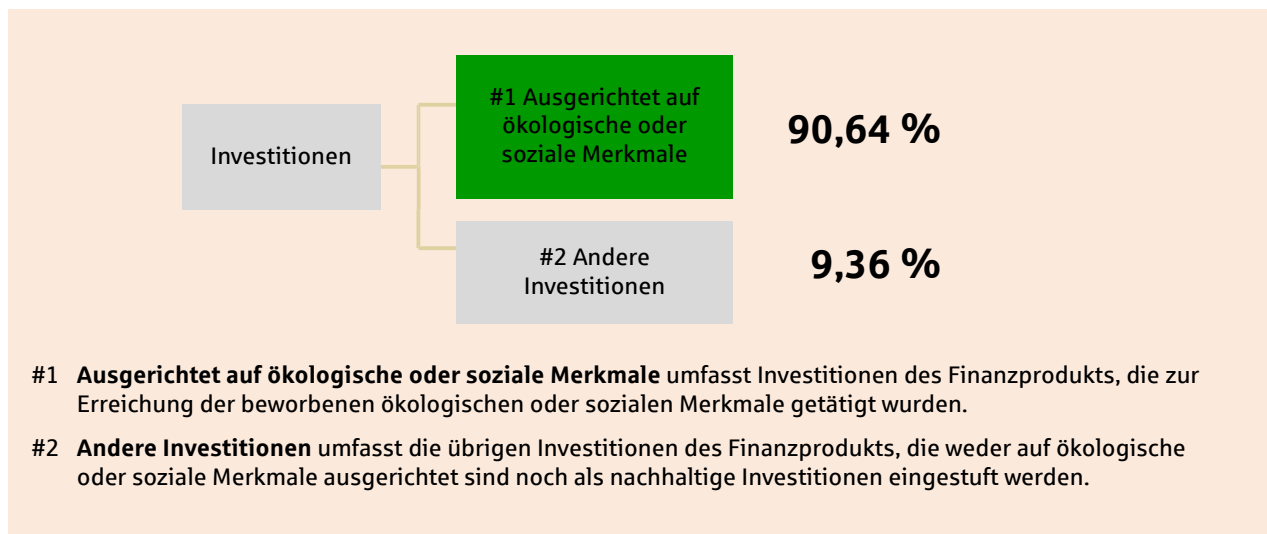 #1 Ausgerichtet auf
ökologische oder
soziale Merkmale
90,64 %
Investitionen
#2 Andere
Investitionen
9,36 %
#1 Ausgerichtet auf ökologische oder soziale Merkmale umfasst Investitionen des Finanzprodukts, die zur
Erreichung der beworbenen ökologischen oder sozialen Merkmale getätigt wurden.
#2 Andere Investitionen umfasst die übrigen Investitionen des Finanzprodukts, die weder auf ökologische
oder soziale Merkmale ausgerichtet sind noch als nachhaltige Investitionen eingestuft werden.